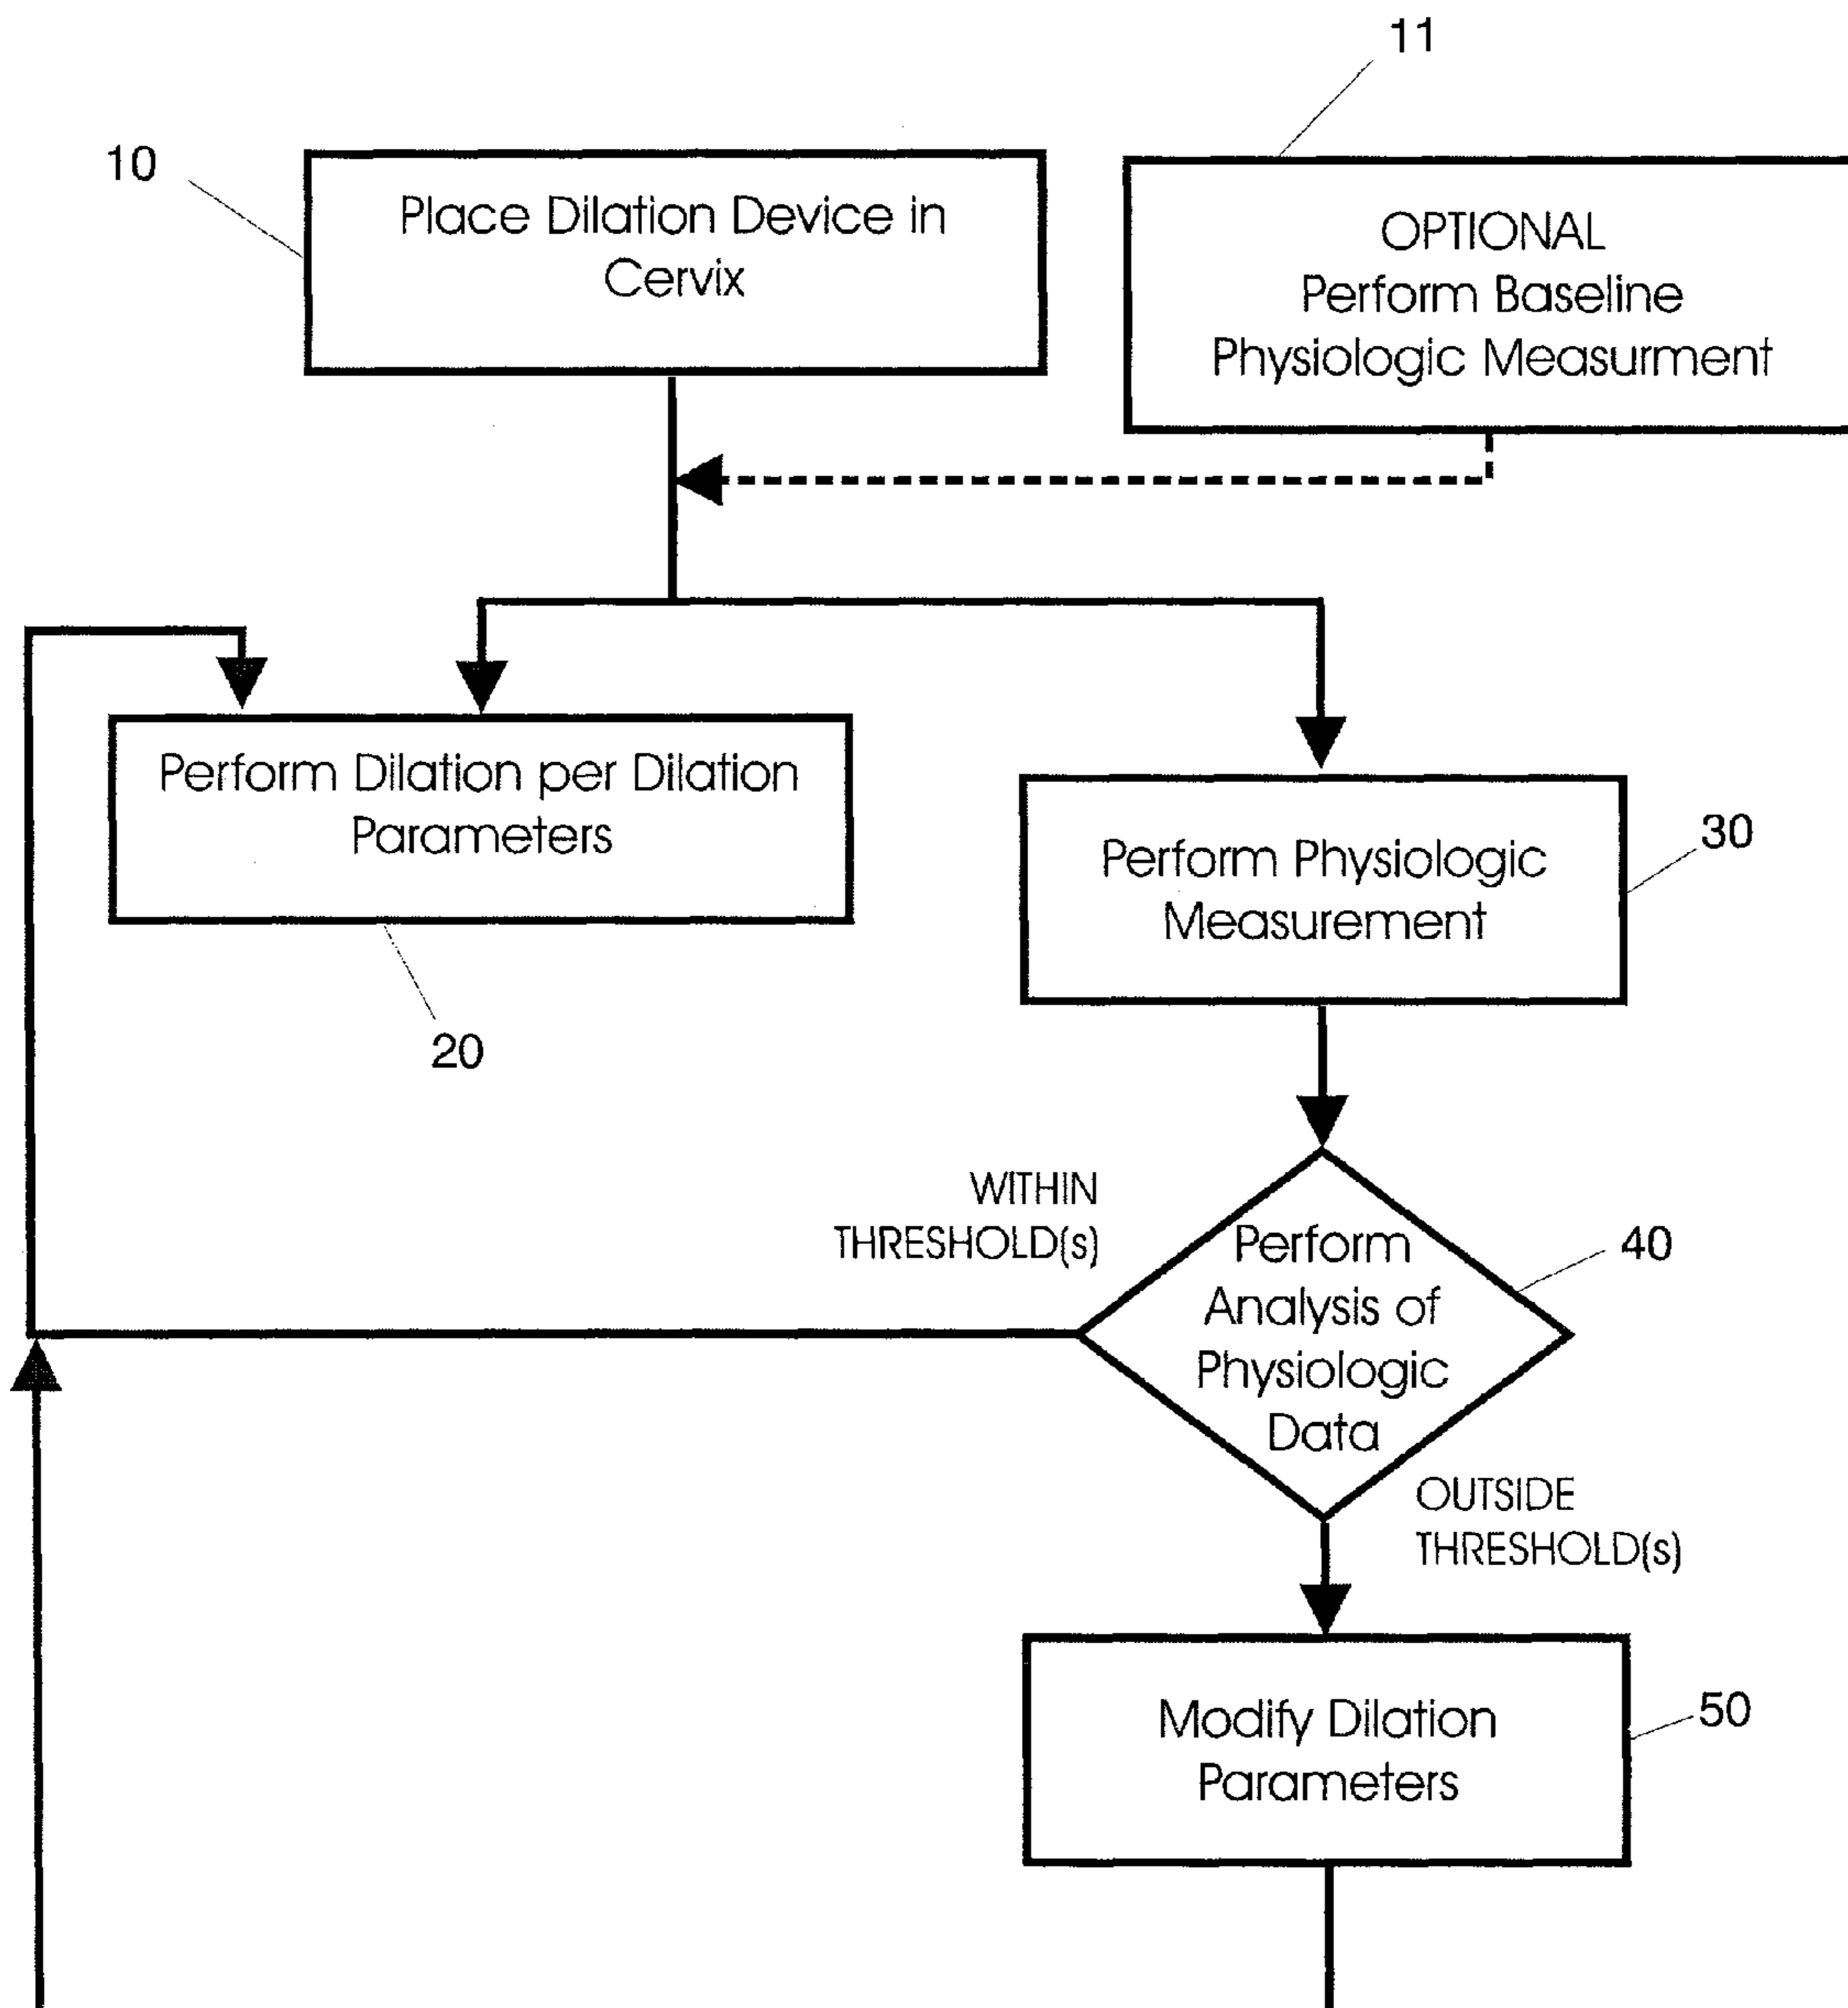 11
10
Place Dilation Device in
Cervix
OPTIONAL
Perform Baseline
Physiologic Measurment
Perform Dilation per Dilation
Parameters
20
Perform Physiologic
Measurement
30
WITHIN
THRESHOLD(s)
Perform
Analysis of
Physiologic
Data
40
OUTSIDE
THRESHOLD(s)
Modify Dilation
Parameters
50